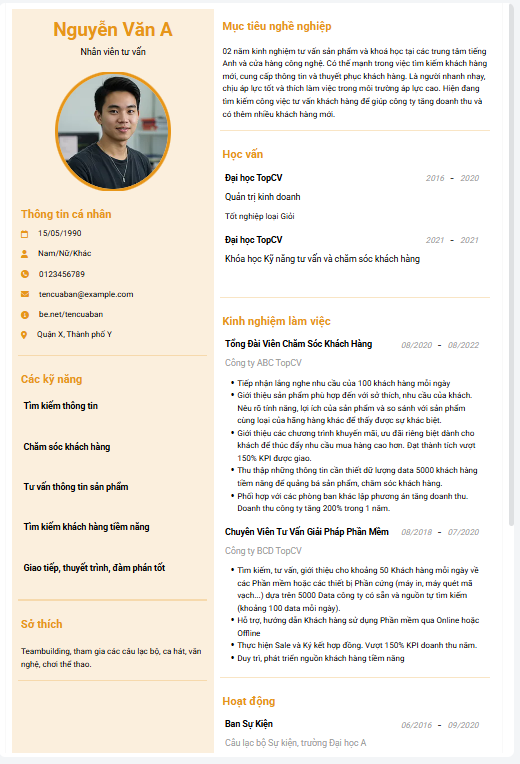 Nguyễn Văn A
Nhân viên tư vấn
Thông tin cá nhân
15/05/1990
Nam/Nữ/Khác
0123456789
tencuaban@example.com
be.net/tencuaban
Quận X, Thành phố Y
Các kỹ năng
Tìm kiếm thông tin
Chăm sóc khách hàng
Tư vấn thông tin sản phẩm
Tìm kiếm khách hàng tiềm năng
Giao tiếp, thuyết trình, đàm phán tốt
Sở thích
Teambuilding, tham gia các câu lạc bộ, ca hát, văn
nghệ, chơi thể thao.
Mục tiêu nghề nghiệp
02 năm kinh nghiệm tư vấn sản phẩm và khoá học tại các trung tâm tiếng
Anh và cửa hàng công nghệ. Có thế mạnh trong việc tìm kiếm khách hàng
mới, cung cấp thông tin và thuyết phục khách hàng. Là người nhanh nhạy,
chịu áp lực tốt và thích làm việc trong môi trường áp lực cao. Hiện đang
tìm kiếm công việc tư vấn khách hàng để giúp công ty tăng doanh thu và
có thêm nhiều khách hàng mới.
Học vấn
Đại học TopCV 2016 - 2020
Quản trị kinh doanh
Tốt nghiệp loại Giỏi
Đại học TopCV 2021 - 2021
Khóa học Kỹ năng tư vấn và chăm sóc khách hàng
Kinh nghiệm làm việc
Tổng Đài Viên Chăm Sóc Khách Hàng 08/2020 - 08/2022
Công ty ABC TopCV
• Tiếp nhận lắng nghe nhu cầu của 100 khách hàng mỗi ngày
• Giới thiệu sản phẩm phù hợp đến với sở thích, nhu cầu của khách.
Nêu rõ tính năng, lợi ích của sản phẩm và so sánh với sản phẩm
cùng loại của hãng hàng khác để thấy được sự khác biệt.
• Giới thiệu các chương trình khuyến mãi, ưu đãi riêng biệt dành cho
khách để thúc đẩy nhu cầu mua hàng cao hơn. Đạt thành tích vượt
150% KPI được giao.
• Thu thập những thông tin cần thiết dữ lượng data 5000 khách hàng
tiềm năng để quảng bá sản phẩm, chăm sóc khách hàng.
• Phối hợp với các phòng ban khác lập phương án tăng doanh thu.
Doanh thu công ty tăng 200% trong 1 năm.
Chuyên Viên Tư Vấn Giải Pháp Phần Mềm 08/2018 - 07/2020
Công ty BCD TopCV
• Tìm kiếm, tư vấn, giới thiệu cho khoảng 50 Khách hàng mỗi ngày về
các Phần mềm hoặc các thiết bị Phần cứng (máy in, máy quét mã
vạch...) dựa trên 5000 Data công ty có sẵn và nguồn tự tìm kiếm
(khoảng 100 data mỗi ngày).
• Hỗ trợ, hướng dẫn Khách hàng sử dụng Phần mềm qua Online hoặc
Offline
• Thực hiện Sale và Ký kết hợp đồng. Vượt 150% KPI doanh thu năm.
• Duy trì, phát triển nguồn khách hàng tiềm năng
Hoạt động
Ban Sự Kiện 06/2016 - 09/2020
Câu lạc bộ Sự kiện, trường Đại học A